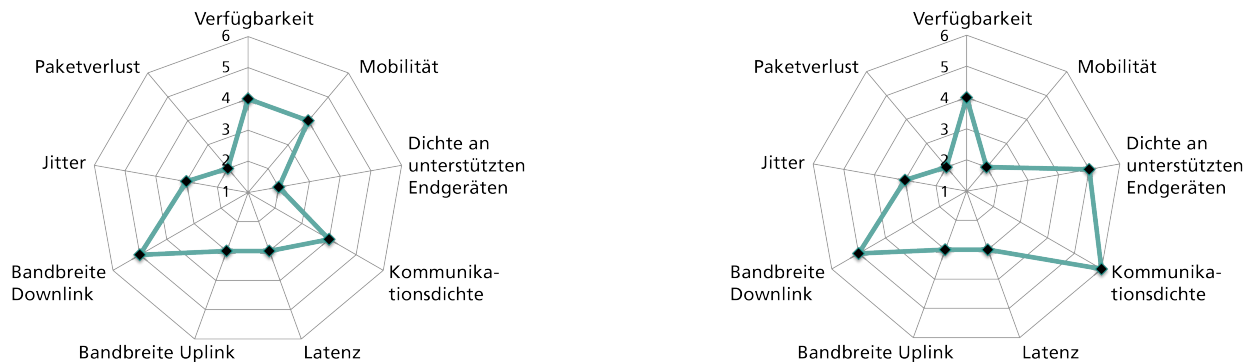 Verfügbarkeit
6
5
4
3
2
1
Mobilität
Dichte an
unterstützten
Endgeräten
Kommunika-
tionsdichte
Latenz
Bandbreite Uplink
Bandbreite
Downlink
Jitter
Paketverlust
Verfügbarkeit
6
5
4
3
2
1
Mobilität
Dichte an
unterstützten
Endgeräten
Kommunika-
tionsdichte
Latenz
Bandbreite Uplink
Bandbreite
Downlink
Jitter
Paketverlust